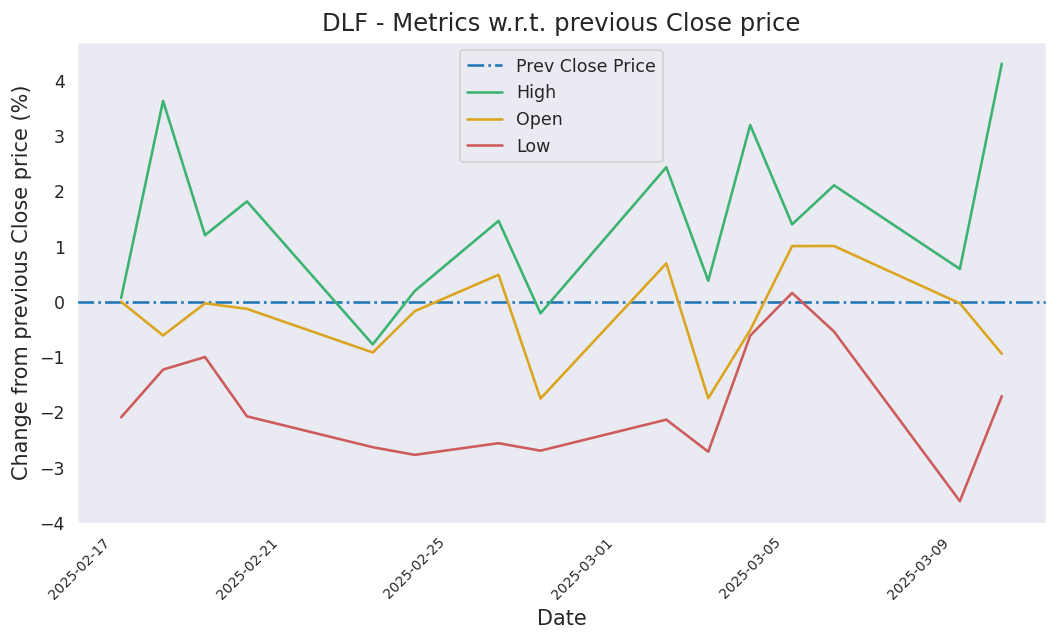 DLF - Metrics w.r.t. previous Close price
Prev Close Price
High
Open
Low
Change from previous Close price (%)
4
3
2
1
0
−1
−2
−3
−4
2025-02-17
2025-02-21
2025-02-25
2025-03-01
2025-03-05
2025-03-09
Date